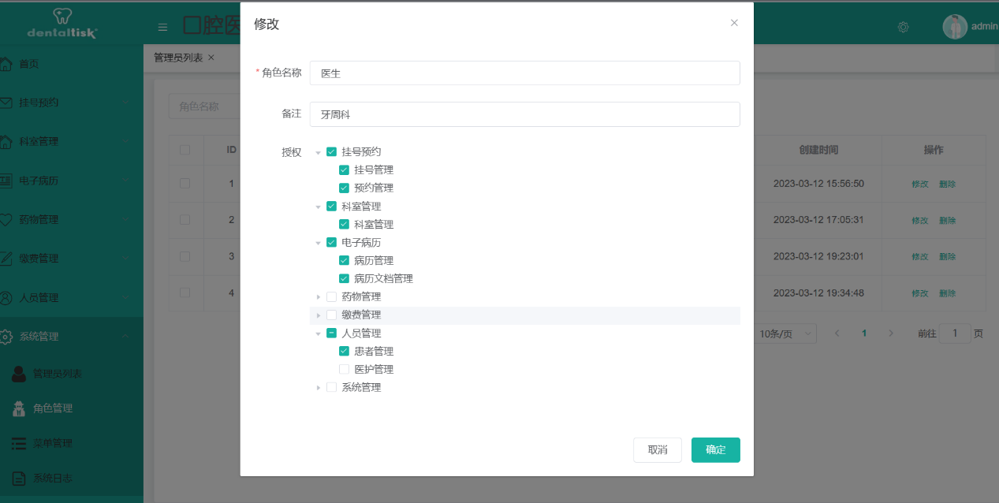 dentaltisk
口腔医
admin
首页
挂号预约
科室管理
电子病历
药物管理
缴费管理
人员管理
系统管理
管理员列表
角色管理
菜单管理
系统日志
管理员列表 ×
角色名称
ID
创建时间
操作
1
2023-03-12 15:56:50
修改 删除
2
2023-03-12 17:05:31
修改 删除
3
2023-03-12 19:23:01
修改 删除
4
2023-03-12 19:34:48
修改 删除
10条/页
1
前往 1 页
修改
* 角色名称
医生
备注
牙周科
授权
挂号预约
挂号管理
预约管理
科室管理
科室管理
电子病历
病历管理
病历文档管理
药物管理
缴费管理
人员管理
患者管理
医护管理
系统管理
取消
确定